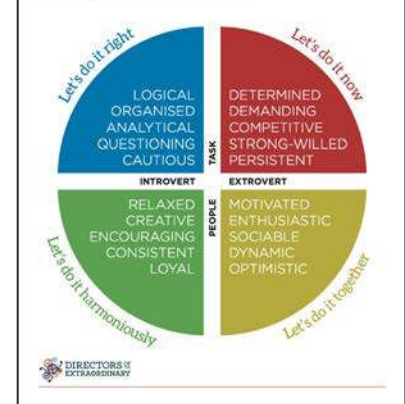 Let's do it right
LOGICAL
ORGANISED
ANALYTICAL
QUESTIONING
CAUTIOUS
Let's do it now
DETERMINED
DEMANDING
COMPETITIVE
STRONG-WILLED
PERSISTENT
TASK
INTROVERT
EXTROVERT
PEOPLE
RELAXED
CREATIVE
ENCOURAGING
CONSISTENT
LOYAL
Let's do it harmoniously
MOTIVATED
ENTHUSIASTIC
SOCIABLE
DYNAMIC
OPTIMISTIC
Let's do it together
DIRECTORS OF
EXTRAORDINARY